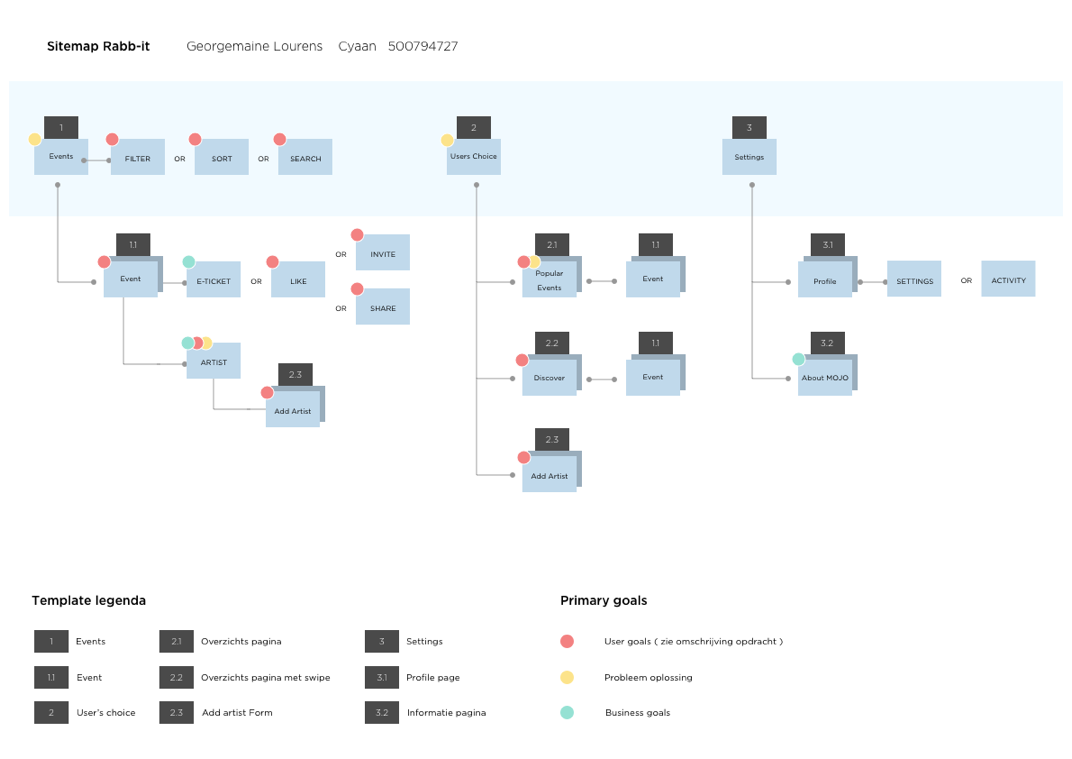 Sitemap Rabb-it Georgemaine Lourens Cyaan 500794727
1 2 3
Events FILTER OR SORT OR SEARCH Users Choice Settings
1.1 INVITE 2.1 1.1 3.1
OR
Event E-TICKET OR LIKE Popular Events Event Profile SETTINGS OR ACTIVITY
OR SHARE
2.2 1.1 3.2
ARTIST Discover Event About MOJO
2.3
Add Artist
2.3
Add Artist
Template legenda Primary goals
1 Events 2.1 Overzichts pagina 3 Settings User goals ( zie omschrijving opdracht )
1.1 Event 2.2 Overzichts pagina met swipe 3.1 Profile page Probleem oplossing
2 User's choice 2.3 Add artist Form 3.2 Informatie pagina Business goals